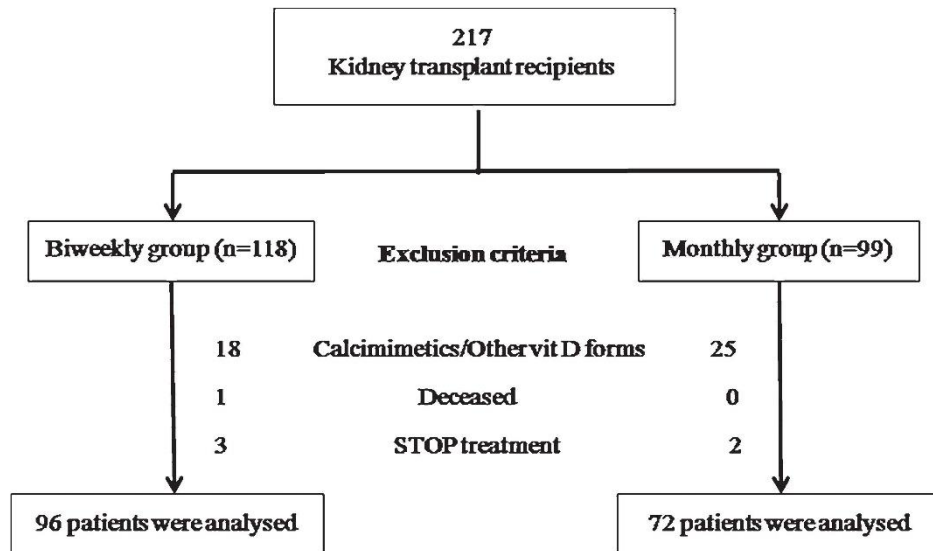 217
Kidney transplant recipients
Biweekly group (n=118)
Exclusion criteria
Monthly group (n=99)
18 Calcimimetics/Other vit D forms 25
1 Deceased 0
3 STOP treatment 2
96 patients were analysed
72 patients were analysed